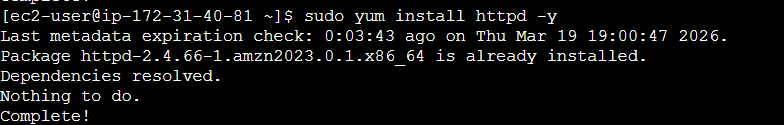 [ec2-user@ip-172-31-40-81 ~]$ sudo yum install httpd -y
Last metadata expiration check: 0:03:43 ago on Thu Mar 19 19:00:47 2026.
Package httpd-2.4.66-1.amzn2023.0.1.x86_64 is already installed.
Dependencies resolved.
Nothing to do.
Complete!